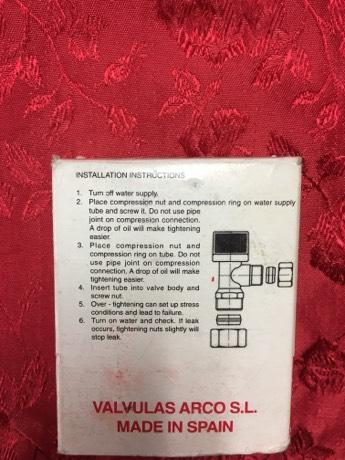 INSTALLATION INSTRUCTIONS
1. Turn off water supply.
2. Place compression nut and compression ring on water supply
tube and screw it. Do not use pipe
joint on compression connection.
A drop of oil will make tightening
easier.
3. Place compression nut and
compression ring on tube. Do not
use pipe joint on compression
connection. A drop of oil will make
tightening easier.
4. Insert tube into valve body and
screw nut.
5. Over - tightening can set up stress
conditions and lead to failure.
6. Turn on water and check. If leak
occurs, tightening nuts slightly will
stop leak.
VALVULAS ARCO S.L.
MADE IN SPAIN